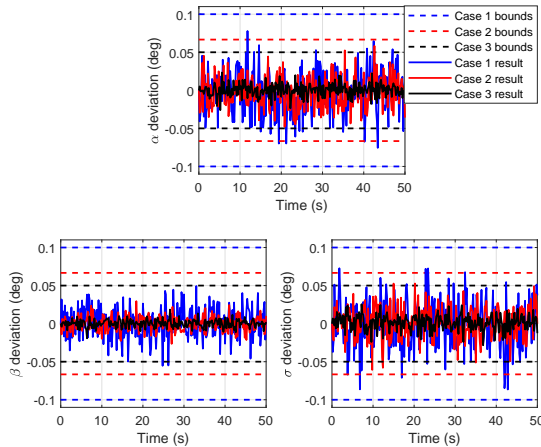 0.1
0.05
0
-0.05
-0.1
α deviation (deg)
0 10 20 30 40 50
Time (s)
Case 1 bounds
Case 2 bounds
Case 3 bounds
Case 1 result
Case 2 result
Case 3 result
0.1
0.05
0
-0.05
-0.1
β deviation (deg)
0 10 20 30 40 50
Time (s)
0.1
0.05
0
-0.05
-0.1
σ deviation (deg)
0 10 20 30 40 50
Time (s)